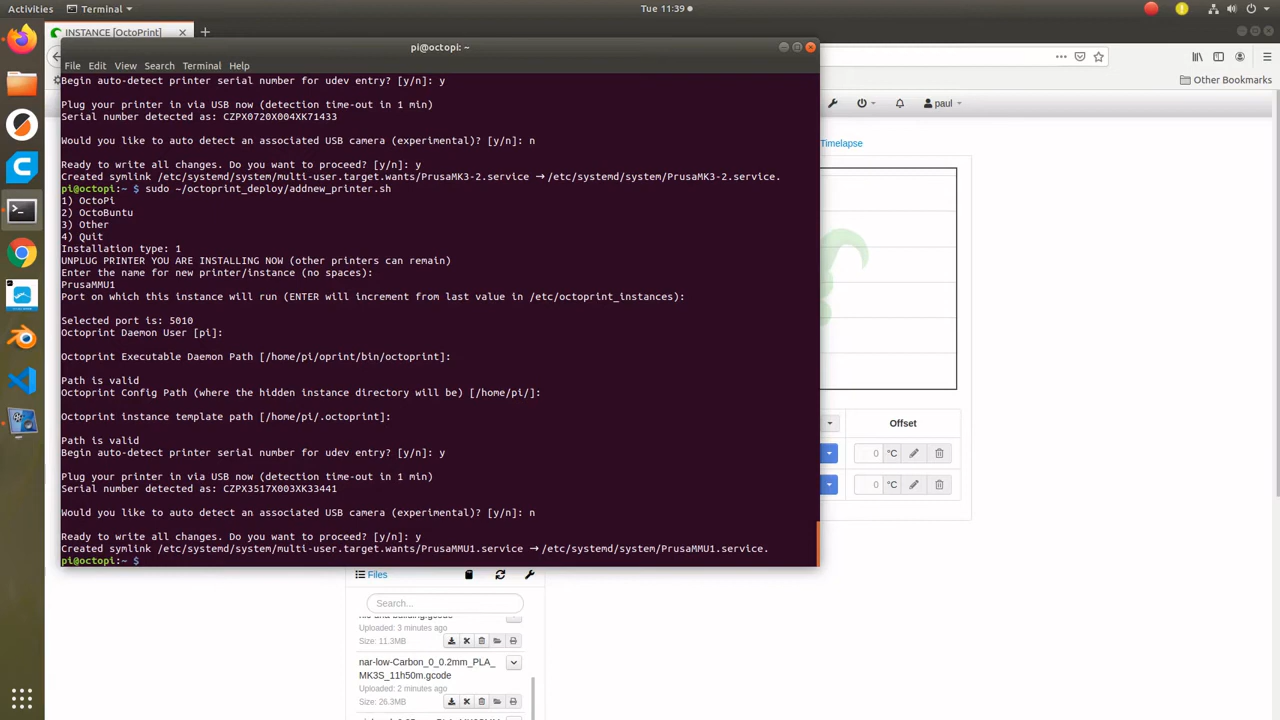 Activities
Terminal
Tue 11:39
INSTANCE [OctoPrint]
pi@octopi: ~
File Edit View Search Terminal Help
Other Bookmarks
paul
Timelapse
Begin auto-detect printer serial number for udev entry? [y/n]: y
Plug your printer in via USB now (detection time-out in 1 min)
Serial number detected as: CZPX0720X004XK71433
Would you like to auto detect an associated USB camera (experimental)? [y/n]: n
Ready to write all changes. Do you want to proceed? [y/n]: y
Created symlink /etc/systemd/system/multi-user.target.wants/PrusaMK3-2.service → /etc/systemd/system/PrusaMK3-2.service.
pi@octopi:~ $ sudo ~/octoprint_deploy/addnew_printer.sh
1) OctoPi
2) OctoBuntu
3) Other
4) Quit
Installation type: 1
UNPLUG PRINTER YOU ARE INSTALLING NOW (other printers can remain)
Enter the name for new printer/instance (no spaces):
PrusaMMU1
Port on which this instance will run (ENTER will increment from last value in /etc/octoprint_instances):
Selected port is: 5010
Octoprint Daemon User [pi]:
Octoprint Executable Daemon Path [/home/pi/oprint/bin/octoprint]:
Path is valid
Octoprint Config Path (where the hidden instance directory will be) [/home/pi/]:
Octoprint instance template path [/home/pi/.octoprint]:
Path is valid
Begin auto-detect printer serial number for udev entry? [y/n]: y
Plug your printer in via USB now (detection time-out in 1 min)
Serial number detected as: CZPX3517X003XK33441
Would you like to auto detect an associated USB camera (experimental)? [y/n]: n
Ready to write all changes. Do you want to proceed? [y/n]: y
Created symlink /etc/systemd/system/multi-user.target.wants/PrusaMMU1.service → /etc/systemd/system/PrusaMMU1.service.
pi@octopi:~ $
Offset
0 °C
0 °C
Files
Search...
Uploaded: 3 minutes ago
Size: 11.3MB
nar-low-Carbon_0_0.2mm_PLA_
MK3S_11h50m.gcode
Uploaded: 2 minutes ago
Size: 26.3MB